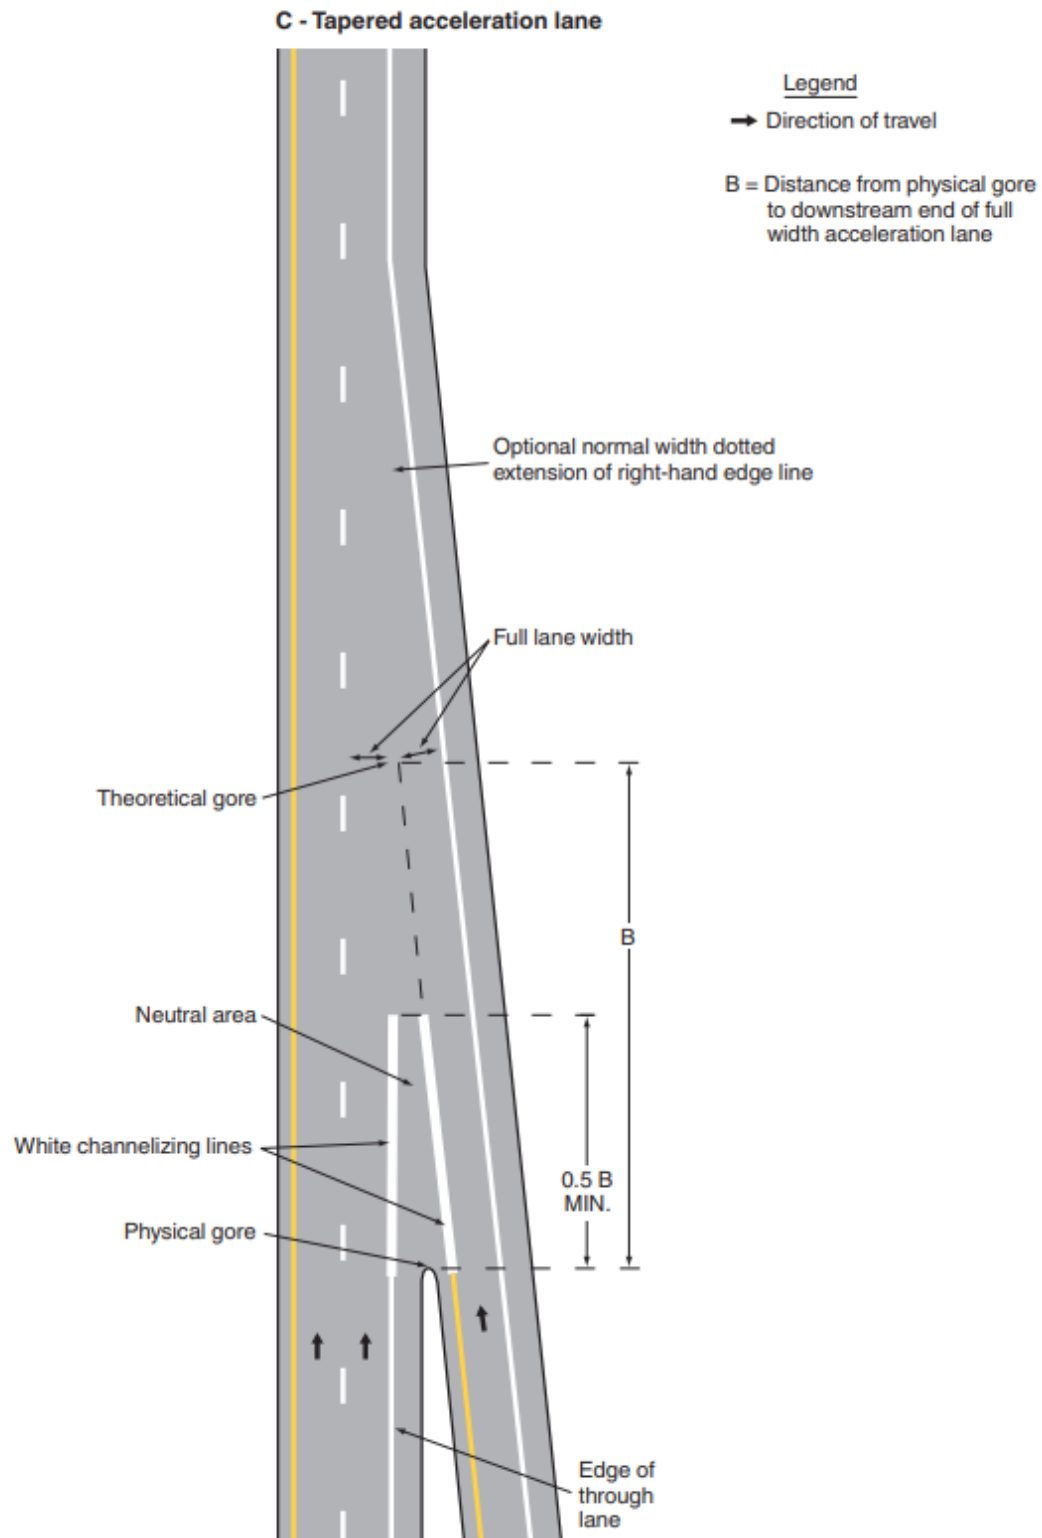 C - Tapered acceleration lane
Legend
Direction of travel
B = Distance from physical gore
to downstream end of full
width acceleration lane
Optional normal width dotted
extension of right-hand edge line
Full lane width
Theoretical gore
B
Neutral area
White channelizing lines
0.5 B
MIN.
Physical gore
Edge of
through
lane